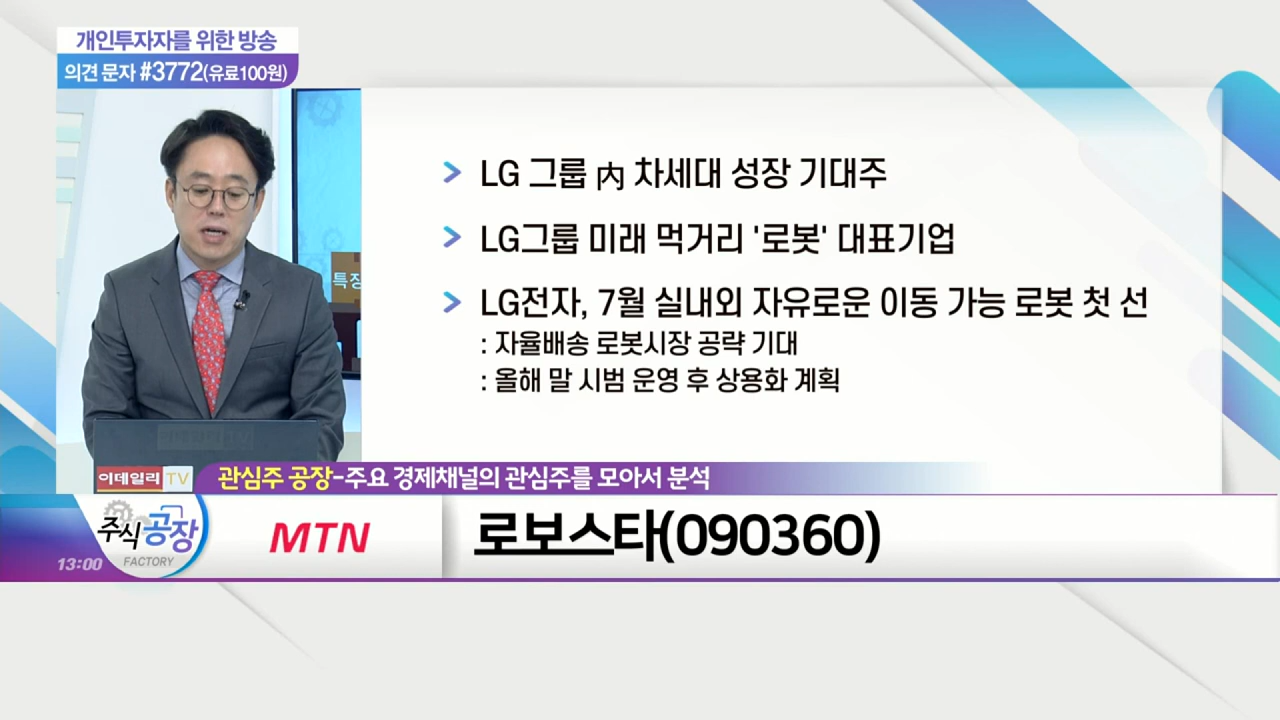 개인투자자를 위한 방송
의견 문자 #3772(유료100원)
> LG 그룹 內 차세대 성장 기대주
> LG그룹 미래 먹거리 '로봇' 대표기업
> LG전자, 7월 실내외 자유로운 이동 가능 로봇 첫 선
: 자율배송 로봇시장 공략 기대
: 올해 말 시범 운영 후 상용화 계획
특징
이데일리TV
관심주 공장-주요 경제채널의 관심주를 모아서 분석
주식공장
FACTORY
13:00
MTN
로보스타(090360)